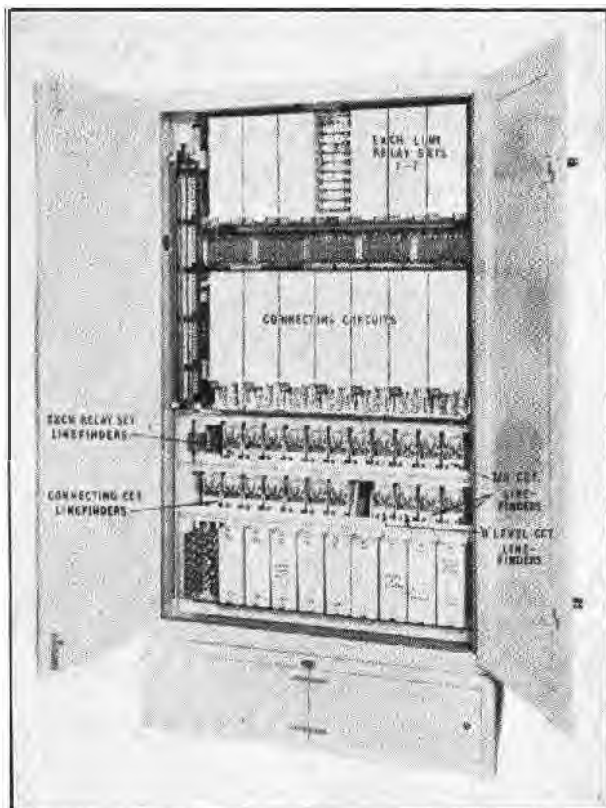 EXCH LINE
RELAY SETS
1-7
CONNECTING CIRCUITS
EXCH RELAY SET
LINEFINDERS
CONNECTING CCT
LINEFINDERS
CCT.
LINE-
FINDERS
LEVEL CCT
LINE-
FINDERS